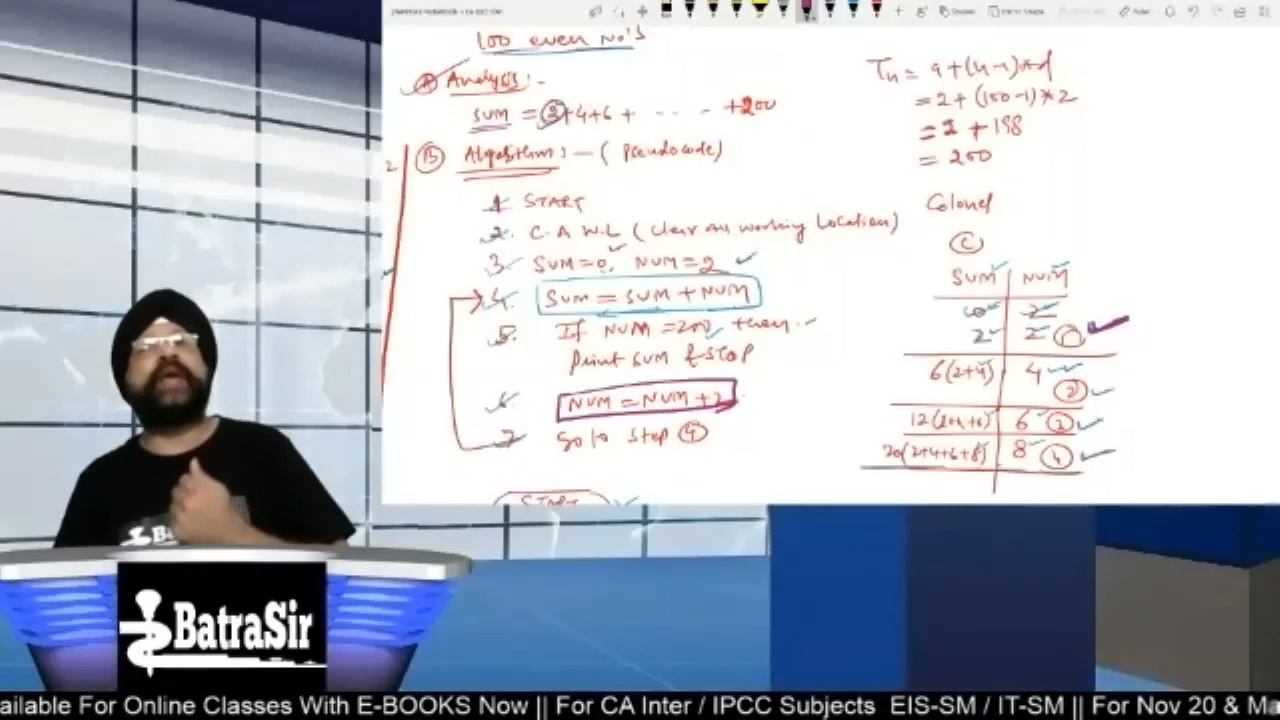 100 even No's
(A) Analysis:-
SUM = 2+4+6 + ..... +200
(B) Algorithm:- (Pseudocode)
1. START
2. C.A.W.L (Clear All working Location)
3. SUM=0, NUM=2
4. SUM = SUM + NUM
5. If NUM =200, then
Print SUM & STOP
6. NUM = NUM + 2
7. Go to step (4)
START
Tn = a+(n-1)*d
= 2+(100-1)*2
= 2 + 198
= 200
(C)
SUM NUM
0 2
2 2 (1)
6(2+4) 4 (2)
12(2+4+6) 6 (3)
20(2+4+6+8) 8 (4)
BatraSir
ailable For Online Classes With E-BOOKS Now || For CA Inter / IPCC Subjects EIS-SM / IT-SM || For Nov 20 & Ma